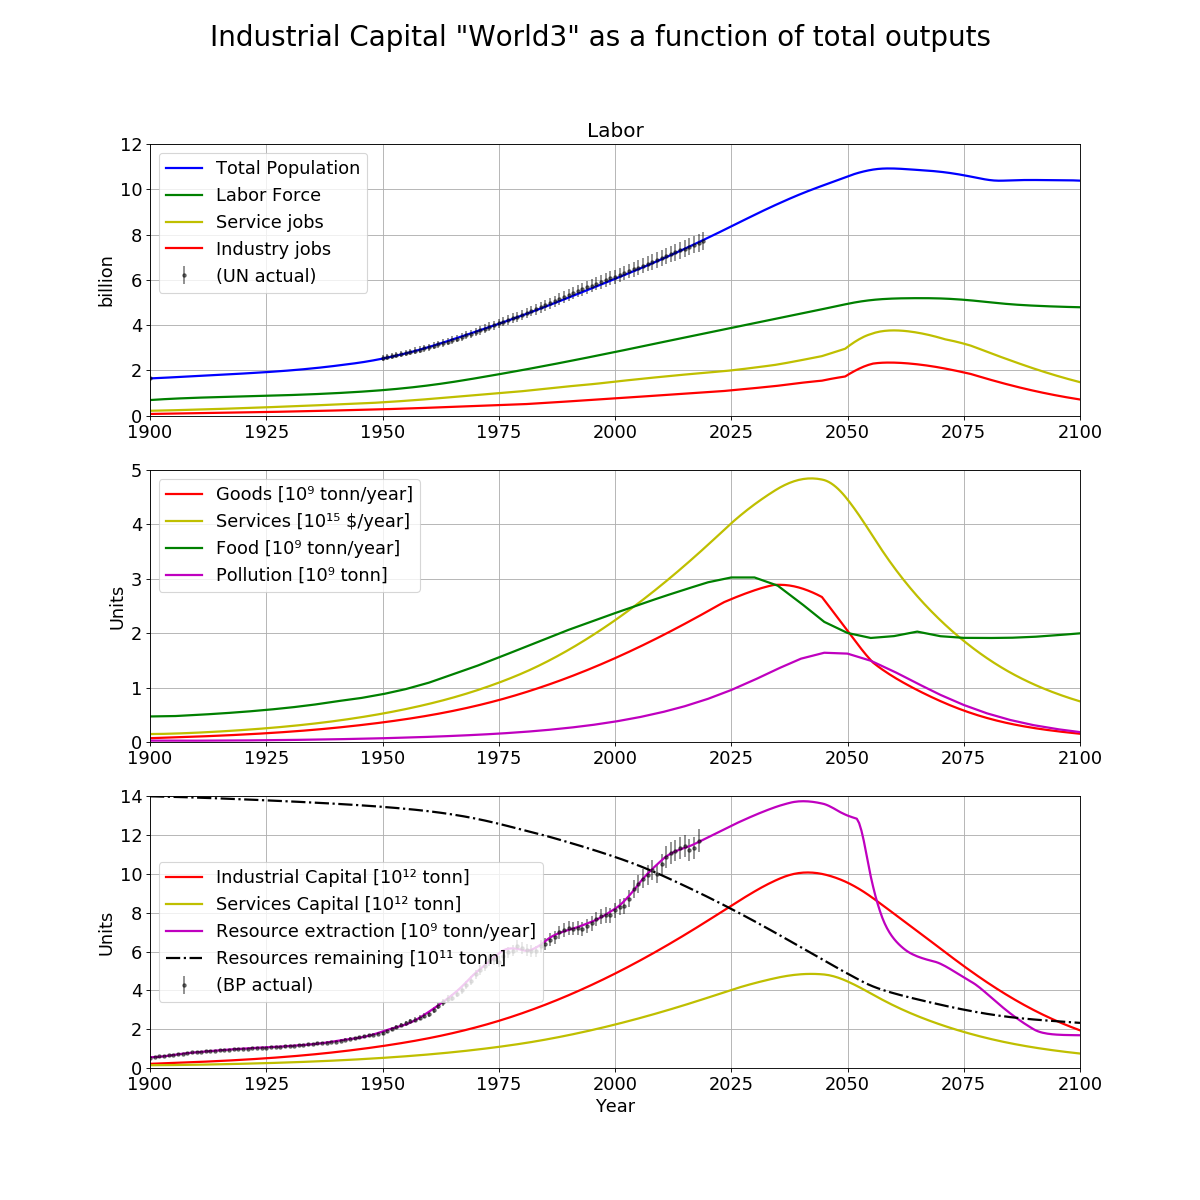 Industrial Capital "World3" as a function of total outputs
Labor
12
10
8
6
4
2
0
billion
Total Population
Labor Force
Service jobs
Industry jobs
(UN actual)
1900 1925 1950 1975 2000 2025 2050 2075 2100
5
4
3
2
1
0
Units
Goods [10⁹ tonn/year]
Services [10¹⁵ $/year]
Food [10⁹ tonn/year]
Pollution [10⁹ tonn]
1900 1925 1950 1975 2000 2025 2050 2075 2100
14
12
10
8
6
4
2
0
Units
Industrial Capital [10¹² tonn]
Services Capital [10¹² tonn]
Resource extraction [10⁹ tonn/year]
Resources remaining [10¹¹ tonn]
(BP actual)
1900 1925 1950 1975 2000 2025 2050 2075 2100
Year